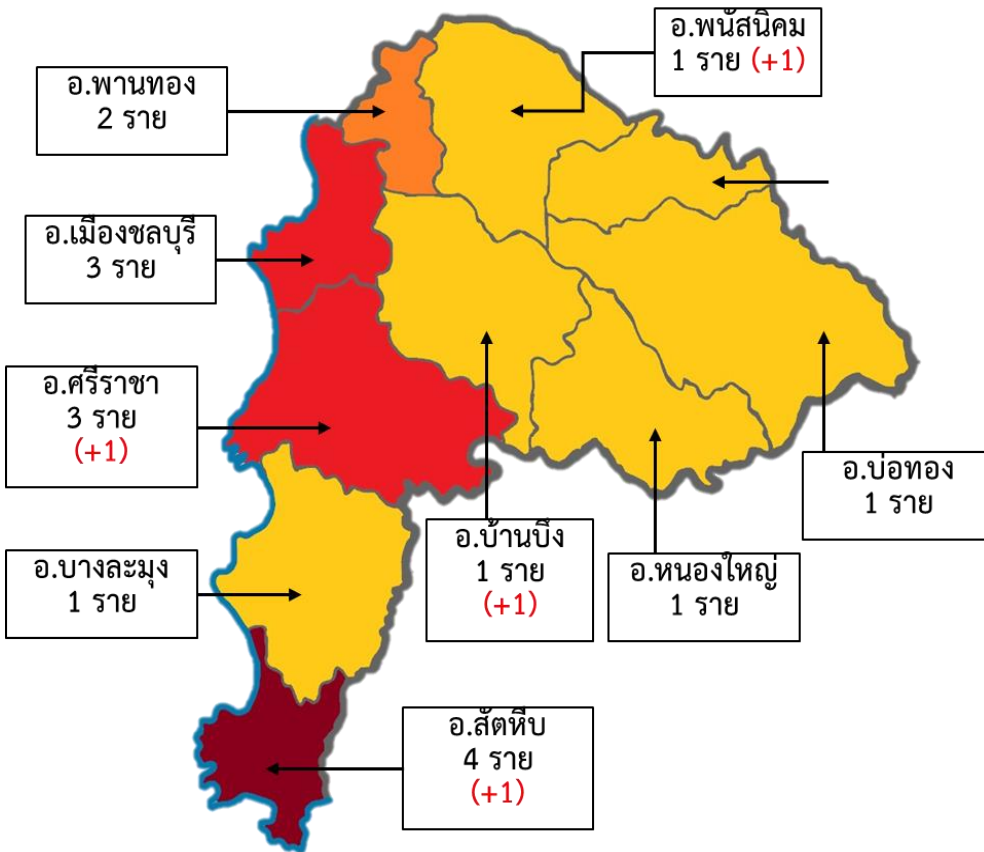 อ.พนัสนิคม
1 ราย (+1)
อ.พานทอง
2 ราย
อ.เมืองชลบุรี
3 ราย
อ.ศรีราชา
3 ราย
(+1)
อ.บ่อทอง
1 ราย
อ.บ้านบึง
1 ราย
(+1)
อ.หนองใหญ่
1 ราย
อ.บางละมุง
1 ราย
อ.สัตหีบ
4 ราย
(+1)